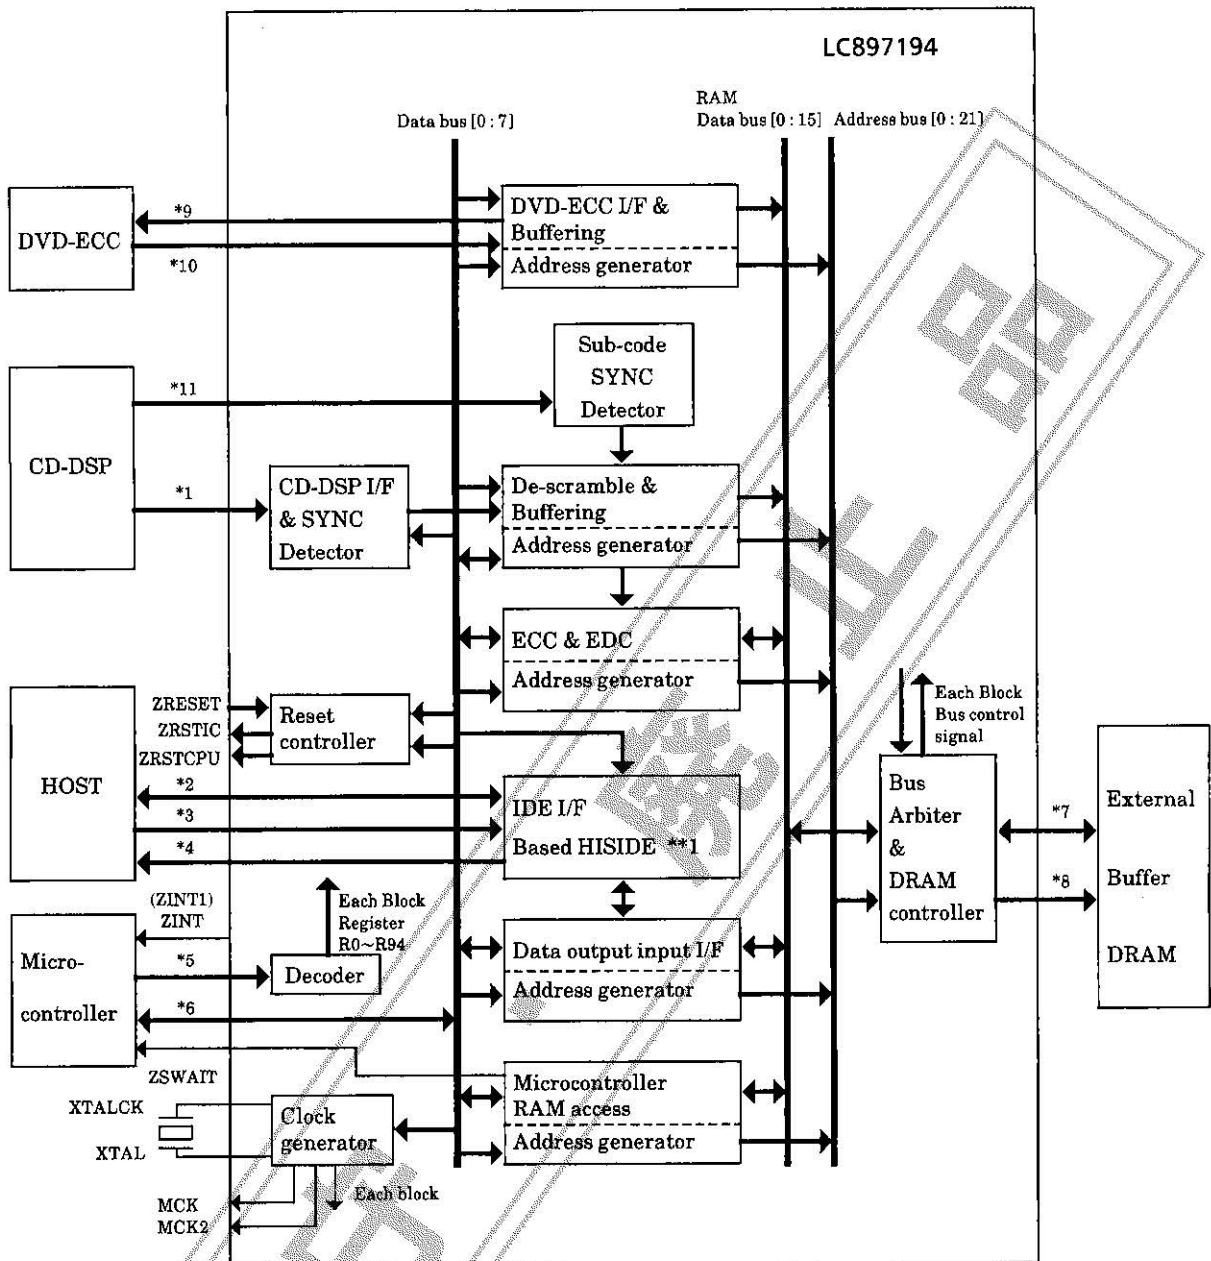 LC897194
RAM
Data bus [0 : 7]
Data bus [0 : 15]
Address bus [0 : 21]
DVD-ECC
*9
*10
DVD-ECC I/F &
Buffering
Address generator
Sub-code
SYNC
Detector
CD-DSP
*11
*1
CD-DSP I/F
& SYNC
Detector
De-scramble &
Buffering
Address generator
ECC & EDC
Address generator
HOST
ZRESET
ZRSTIC
ZRSTCPU
Reset
controller
*2
*3
*4
IDE I/F
Based HISIDE **1
Each Block
Bus control
signal
Bus
Arbiter
&
DRAM
controller
*7
*8
External
Buffer
DRAM
Micro-
controller
(ZINT1)
ZINT
*5
*6
Each Block
Register
R0~R94
Decoder
Data output input I/F
Address generator
ZSWAIT
Microcontroller
RAM access
Address generator
XTALCK
XTAL
Clock
generator
MCK
MCK2
Each block
・廃止品